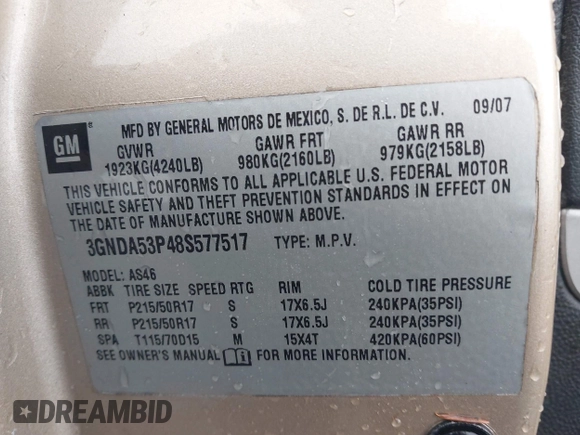 GM®
MFD BY GENERAL MOTORS DE MEXICO, S. DE R.L. DE C.V. 09/07
GVWR GAWR FRT GAWR RR
1923KG(4240LB) 980KG(2160LB) 979KG(2158LB)
THIS VEHICLE CONFORMS TO ALL APPLICABLE U.S. FEDERAL MOTOR
VEHICLE SAFETY AND THEFT PREVENTION STANDARDS IN EFFECT ON
THE DATE OF MANUFACTURE SHOWN ABOVE.
3GNDA53P48S577517 TYPE: M.P.V.
MODEL: AS46
ABBK TIRE SIZE SPEED RTG RIM COLD TIRE PRESSURE
FRT P215/50R17 S 17X6.5J 240KPA(35PSI)
RR P215/50R17 S 17X6.5J 240KPA(35PSI)
SPA T115/70D15 M 15X4T 420KPA(60PSI)
SEE OWNER'S MANUAL FOR MORE INFORMATION.
DREAMBID